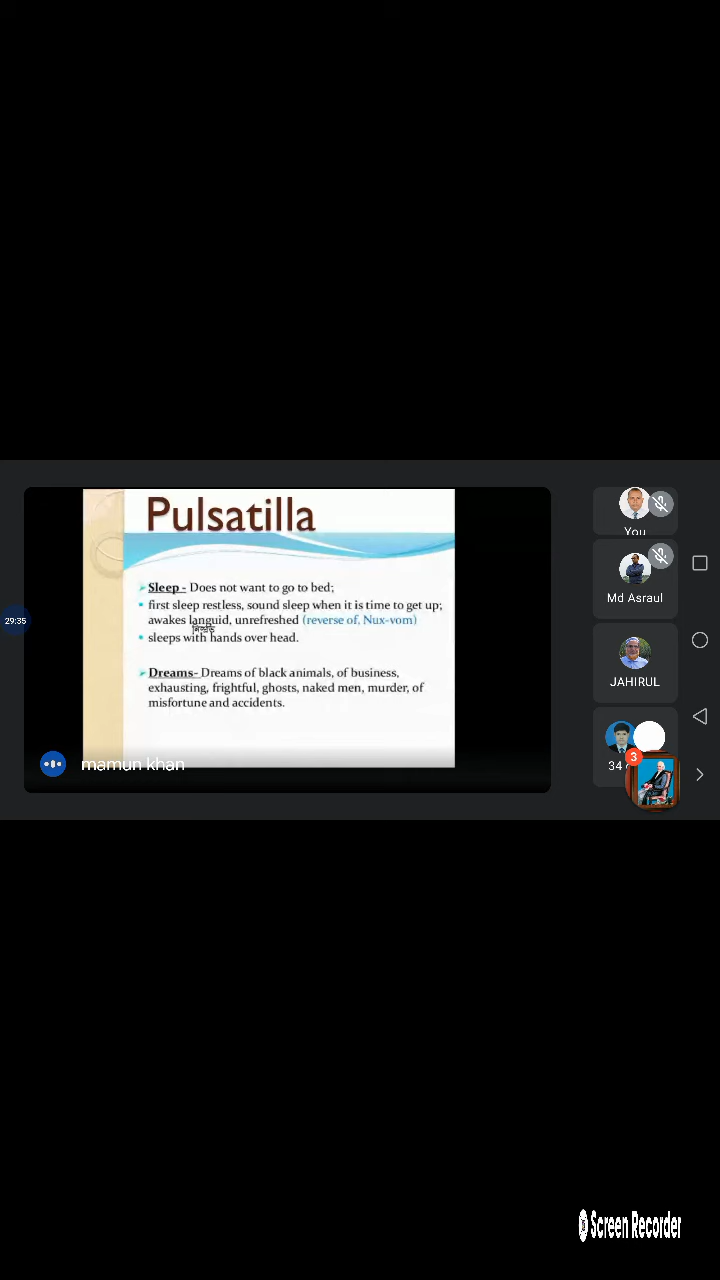 Pulsatilla
Sleep - Does not want to go to bed;
first sleep restless, sound sleep when it is time to get up;
awakes languid, unrefreshed (reverse of, Nux-vom)
sleeps with hands over head.
Dreams- Dreams of black animals, of business,
exhausting, frightful, ghosts, naked men, murder, of
misfortune and accidents.
mamun khan
29:35
You
Md Asraul
JAHIRUL
34
3
Screen Recorder